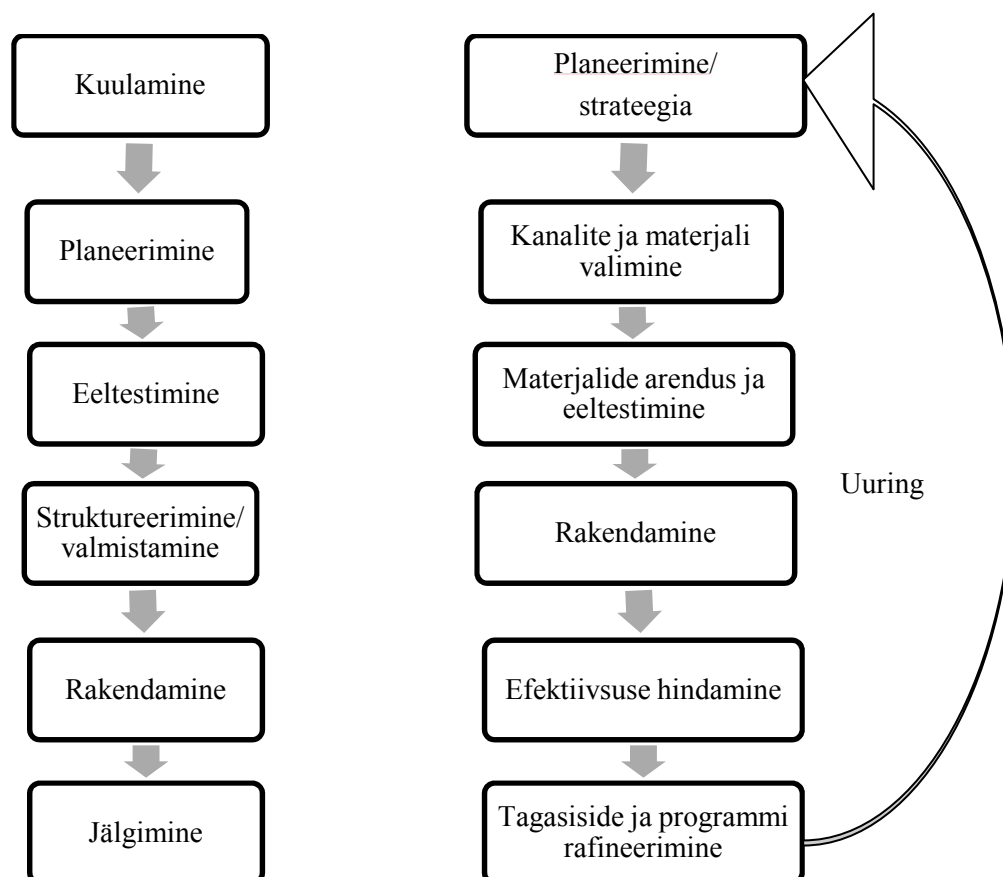 Kuulamine
Planeerimine
Eeltestimine
Struktureerimine/
valmistamine
Rakendamine
Jälgimine
Planeerimine/
strateegia
Kanalite ja materjali
valimine
Materjalide arendus ja
eeltestimine
Rakendamine
Efektiivsuse hindamine
Tagasiside ja programmi
rafineerimine
Uuring